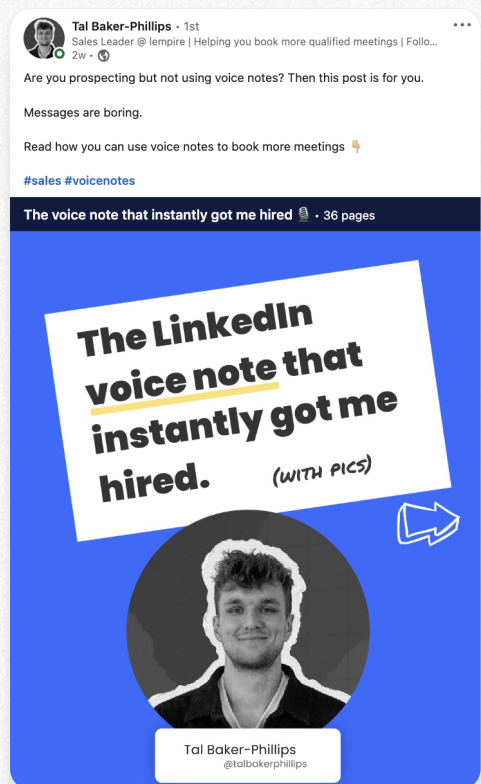 Tal Baker-Phillips · 1st
Sales Leader @ lempire | Helping you book more qualified meetings | Follo...
2w ·
Are you prospecting but not using voice notes? Then this post is for you.
Messages are boring.
Read how you can use voice notes to book more meetings 👇🏼
#sales #voicenotes
The voice note that instantly got me hired 🎙️ · 36 pages
The LinkedIn
voice note that
instantly got me
hired.
(WITH PICS)
Tal Baker-Phillips
@talbakerphillips